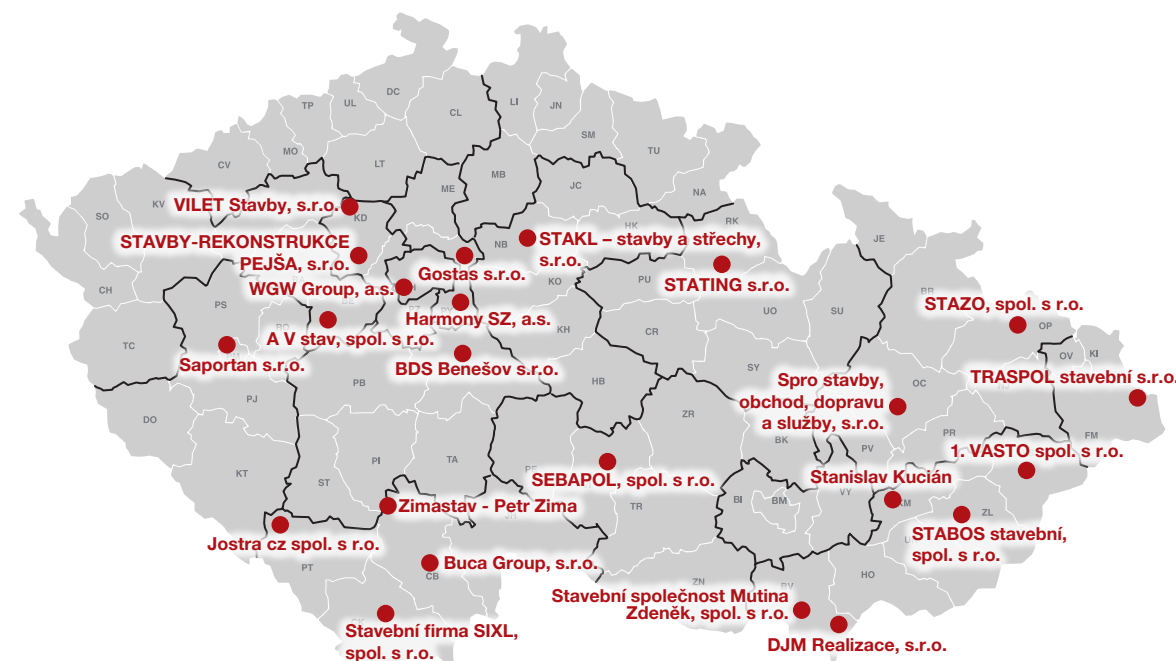 DC
LI
UL
TP
JN
CL
SM
MO
TU
LT
CV
MB
JC
ME
NA
KV
VILET Stavby, s.r.o.
SO
KD
HK
RK
STAVBY-REKONSTRUKCE
PEJŠA, s.r.o.
NB
STAKL – stavby a střechy,
s.r.o.
JE
Gostas s.r.o.
PU
STATING s.r.o.
KO
CH
WGW Group, a.s.
PS
UO
SU
STAZO, spol. s r.o.
Harmony SZ, a.s.
OP
KH
CR
A V stav, spol. s r.o.
TC
Saportan s.r.o.
BDS Benešov s.r.o.
OV
KI
SY
TRASPOL stavební s.r.o.
PB
HB
Spro stavby,
obchod, dopravu
a služby, s.r.o.
OC
PJ
DO
ZR
BK
PR
FM
PV
1. VASTO spol. s r.o.
PI
TA
KT
SEBAPOL, spol. s r.o.
Stanislav Kucián
ST
BI
BM
VY
Zimastav - Petr Zima
TR
KM
ZL
STABOS stavební,
spol. s r.o.
Jostra cz spol. s r.o.
PT
Buca Group, s.r.o.
CB
HO
ZN
BV
Stavební společnost Mutina
Zdeněk, spol. s r.o.
Stavební firma SIXL,
spol. s r.o.
DJM Realizace, s.r.o.